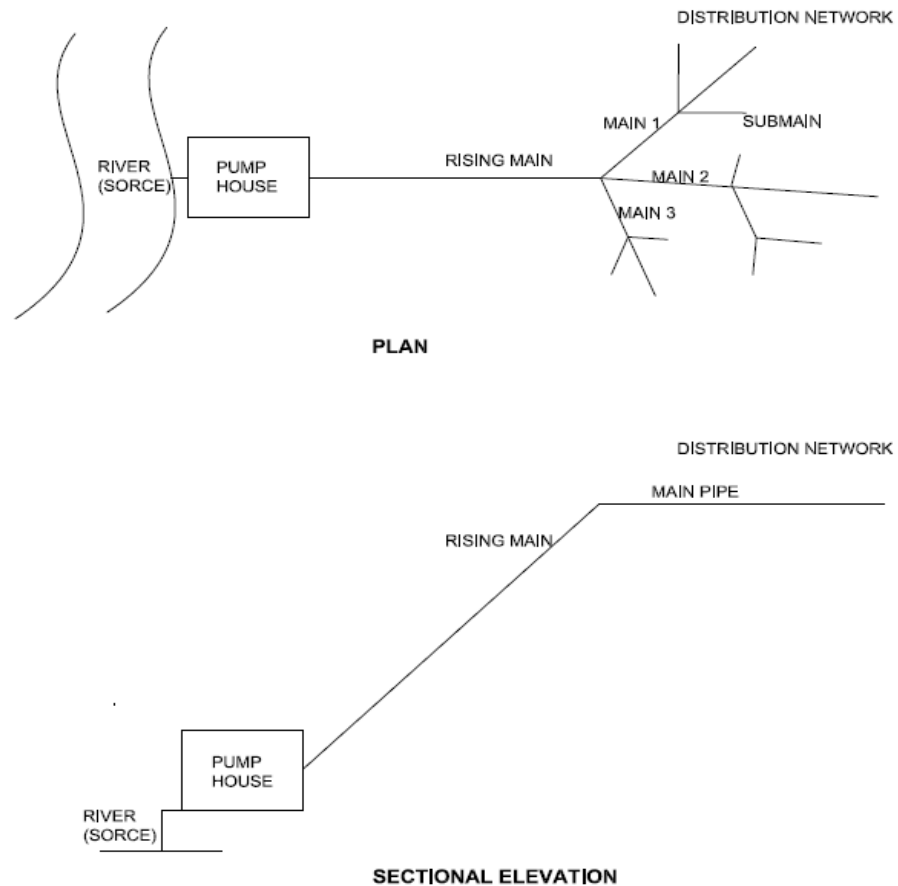 DISTRIBUTION NETWORK
MAIN 1
SUBMAIN
RIVER
(SORCE)
PUMP
HOUSE
RISING MAIN
MAIN 2
MAIN 3
PLAN
DISTRIBUTION NETWORK
MAIN PIPE
RISING MAIN
PUMP
HOUSE
RIVER
(SORCE)
SECTIONAL ELEVATION